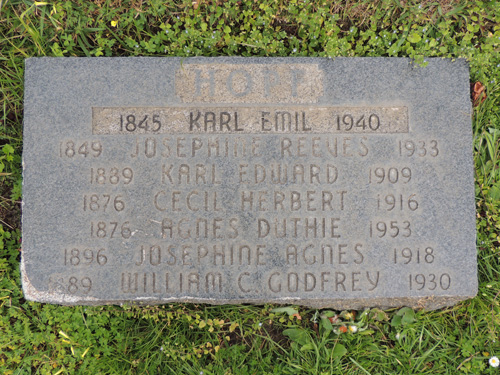 HOLT
1845 KARL EMIL 1940
1849 JOSEPHINE REEVES 1933
1889 KARL EDWARD 1909
1876 CECIL HERBERT 1916
1876 AGNES DUTHIE 1953
1896 JOSEPHINE AGNES 1918
1889 WILLIAM C. GODFREY 1930